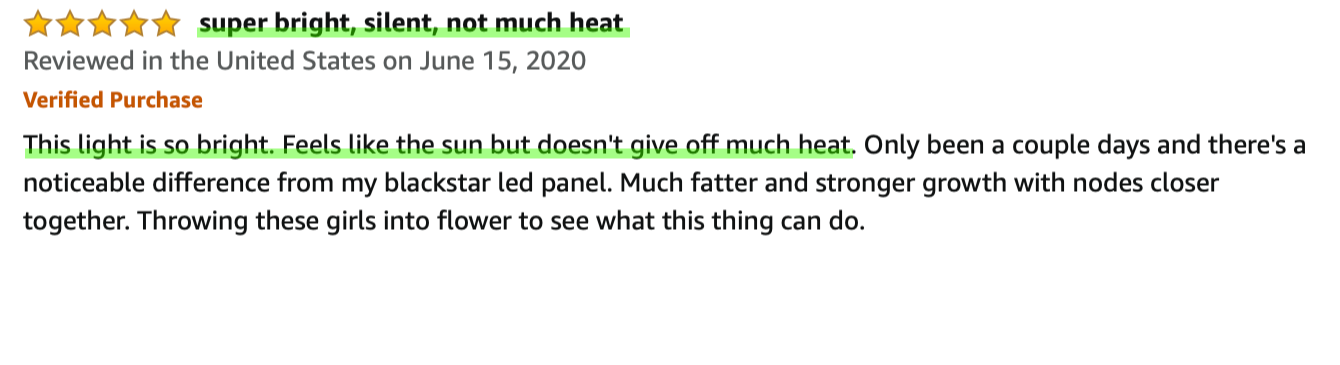 super bright, silent, not much heat
Reviewed in the United States on June 15, 2020
Verified Purchase
This light is so bright. Feels like the sun but doesn't give off much heat. Only been a couple days and there's a
noticeable difference from my blackstar led panel. Much fatter and stronger growth with nodes closer
together. Throwing these girls into flower to see what this thing can do.